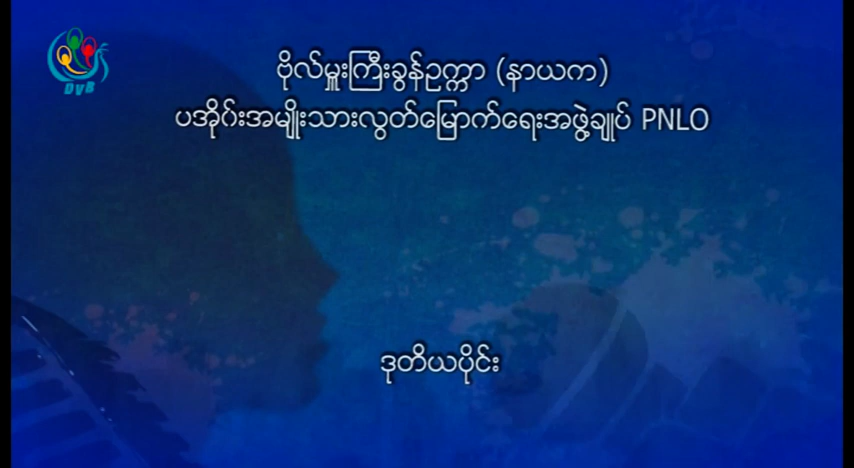 DVB
ဗိုလ်မှူးကြီးခွန်ဥက္ကာ (နာယက)
ပအိုဝ်းအမျိုးသားလွတ်မြောက်ရေးအဖွဲ့ချုပ် PNLO
ဒုတိယပိုင်း